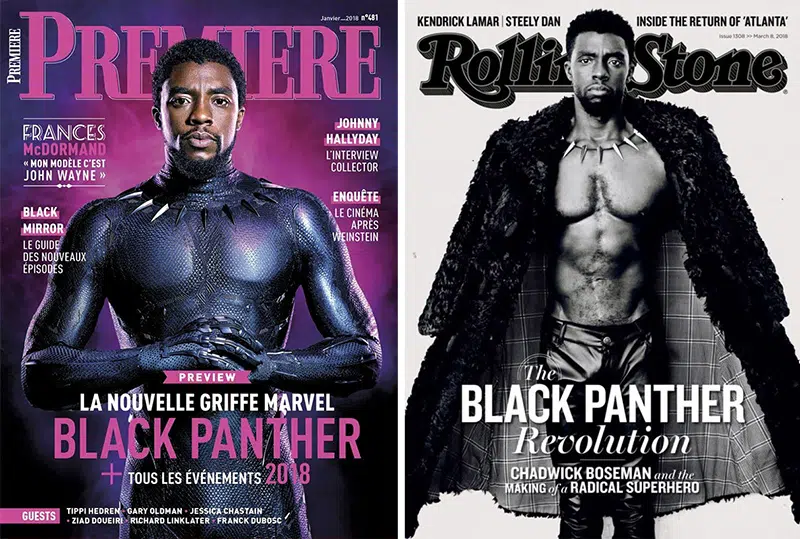 PREMIERE
Janvier 2018 n°481
PREMIERE
FRANCES
McDORMAND
« MON MODÈLE C'EST
JOHN WAYNE »
BLACK
MIRROR
LE GUIDE
DES NOUVEAUX
ÉPISODES
JOHNNY
HALLYDAY
L'INTERVIEW
COLLECTOR
ENQUÊTE
LE CINÉMA
APRÈS
WEINSTEIN
PREVIEW
LA NOUVELLE GRIFFE MARVEL
BLACK PANTHER
+ TOUS LES ÉVÉNEMENTS 2018
GUESTS
TIPPI HEDREN • GARY OLDMAN • JESSICA CHASTAIN
• ZIAD DOUEIRI • RICHARD LINKLATER • FRANCK DUBOSC
KENDRICK LAMAR | STEELY DAN
INSIDE THE RETURN OF 'ATLANTA'
Issue 1308 >> March 8, 2018
Rolling Stone
The
BLACK PANTHER
Revolution
CHADWICK BOSEMAN and the
MAKING of a RADICAL SUPERHERO